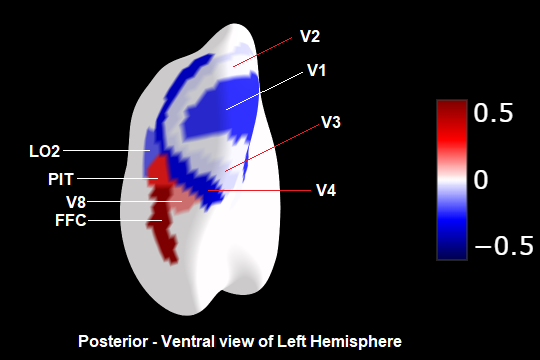 V2
V1
V3
LO2
PIT
V8
FFC
V4
0.5
0
−0.5
Posterior - Ventral view of Left Hemisphere